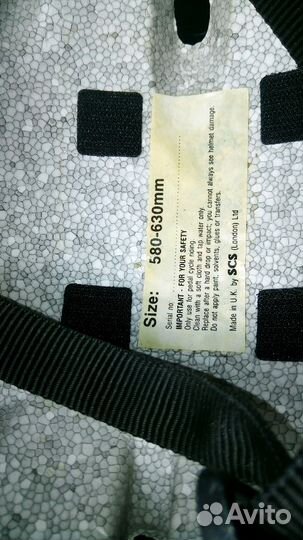 Size: 580-630mm
Serial no.
IMPORTANT - FOR YOUR SAFETY
Only use for pedal cycle riding.
Clean with a soft cloth and tap water only.
Replace after a hard drop or impact, you cannot always see helmet damage.
Do not apply paint, solvents, glues or transfers.
Made in U.K. by SCS (London) Ltd
Avito